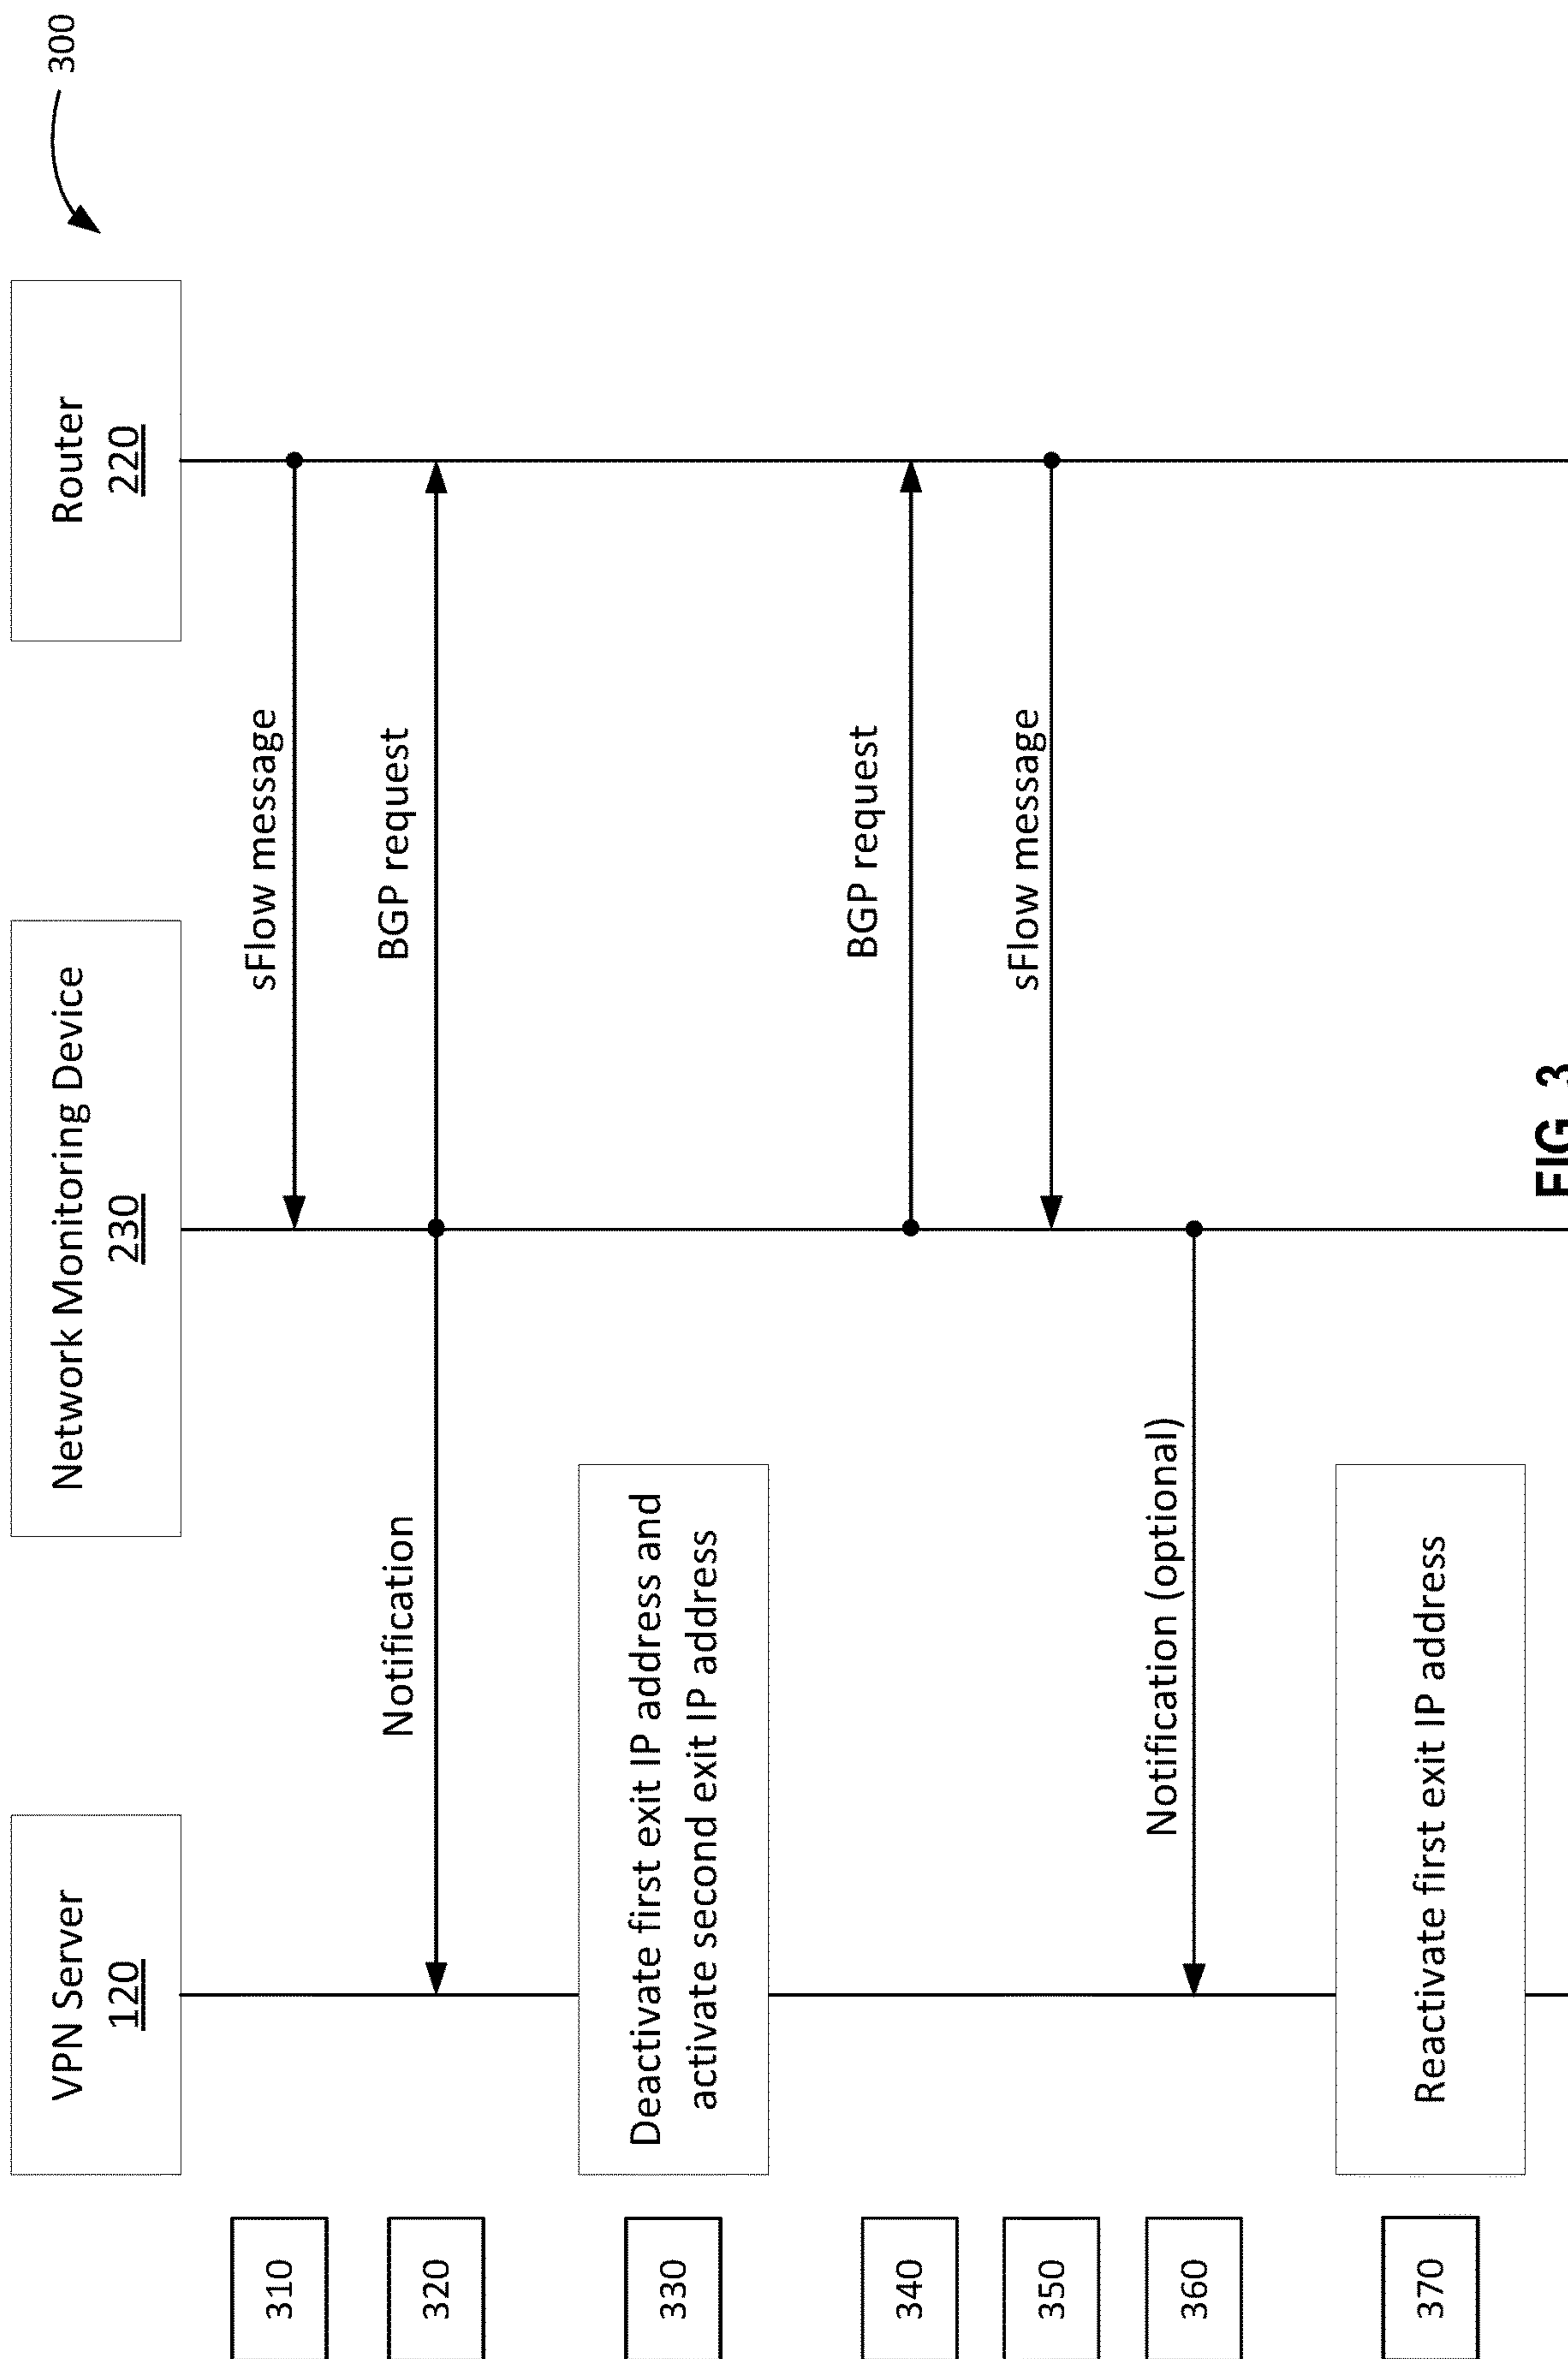 300
VPN Server
120
Network Monitoring Device
230
Router
220
310
sFlow message
320
Notification
BGP request
330
Deactivate first exit IP address and
activate second exit IP address
340
BGP request
350
sFlow message
360
Notification (optional)
370
Reactivate first exit IP address
FIG. 3